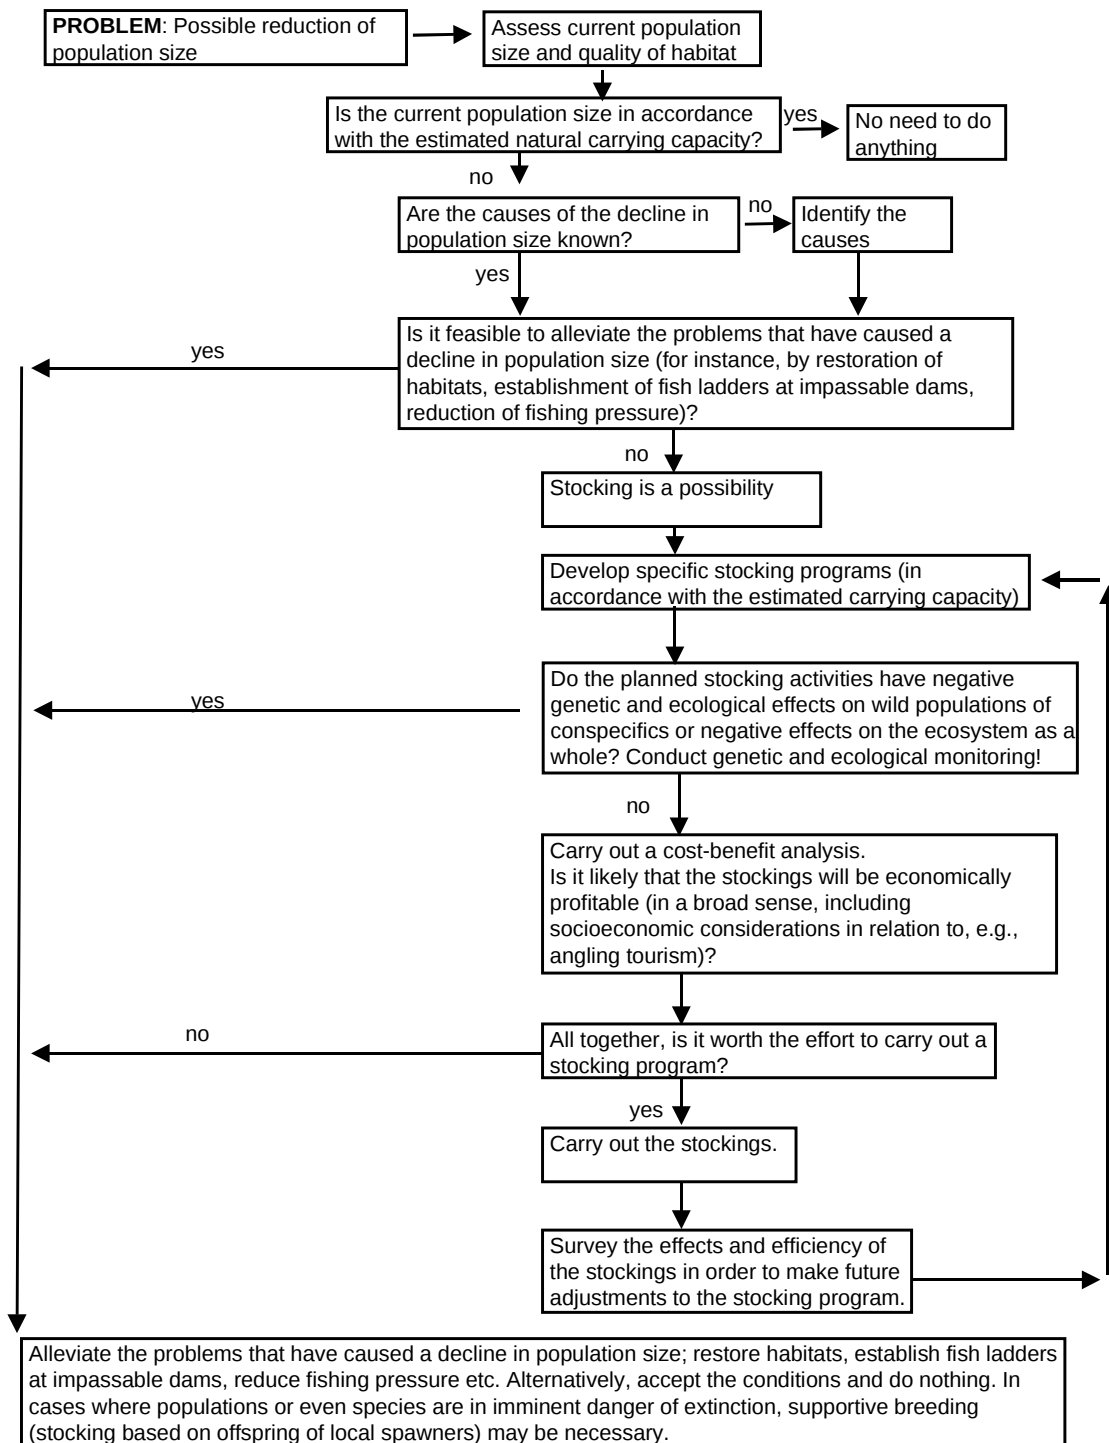 PROBLEM: Possible reduction of
population size
Assess current population
size and quality of habitat
Is the current population size in accordance
with the estimated natural carrying capacity?
yes
No need to do
anything
no
Are the causes of the decline in
population size known?
no
Identify the
causes
yes
Is it feasible to alleviate the problems that have caused a
decline in population size (for instance, by restoration of
habitats, establishment of fish ladders at impassable dams,
reduction of fishing pressure)?
yes
no
Stocking is a possibility
Develop specific stocking programs (in
accordance with the estimated carrying capacity)
Do the planned stocking activities have negative
genetic and ecological effects on wild populations of
conspecifics or negative effects on the ecosystem as a
whole? Conduct genetic and ecological monitoring!
yes
no
Carry out a cost-benefit analysis.
Is it likely that the stockings will be economically
profitable (in a broad sense, including
socioeconomic considerations in relation to, e.g.,
angling tourism)?
All together, is it worth the effort to carry out a
stocking program?
no
yes
Carry out the stockings.
Survey the effects and efficiency of
the stockings in order to make future
adjustments to the stocking program.
Alleviate the problems that have caused a decline in population size; restore habitats, establish fish ladders
at impassable dams, reduce fishing pressure etc. Alternatively, accept the conditions and do nothing. In
cases where populations or even species are in imminent danger of extinction, supportive breeding
(stocking based on offspring of local spawners) may be necessary.